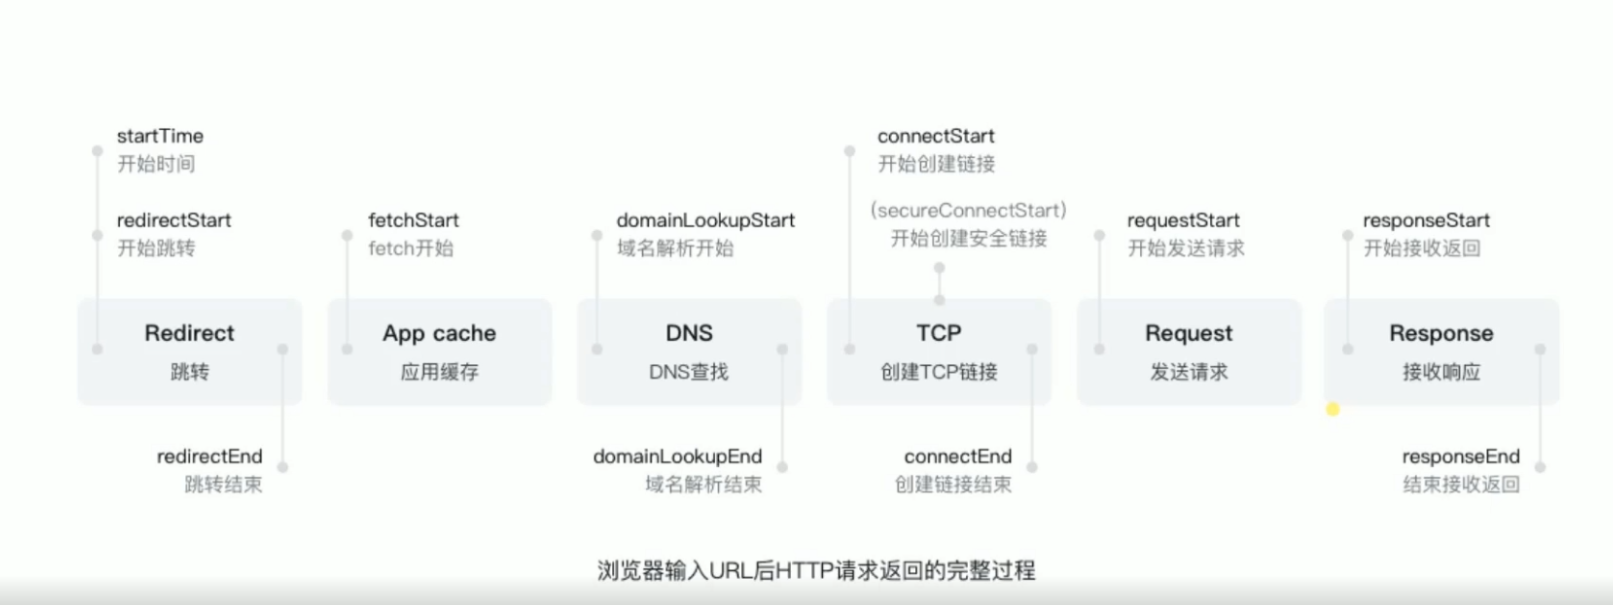 startTime
开始时间
redirectStart
开始跳转
fetchStart
fetch开始
domainLookupStart
域名解析开始
connectStart
开始创建链接
(secureConnectStart)
开始创建安全链接
requestStart
开始发送请求
responseStart
开始接收返回
Redirect
跳转
App cache
应用缓存
DNS
DNS查找
TCP
创建TCP链接
Request
发送请求
Response
接收响应
redirectEnd
跳转结束
domainLookupEnd
域名解析结束
connectEnd
创建链接结束
responseEnd
结束接收返回
浏览器输入URL后HTTP请求返回的完整过程